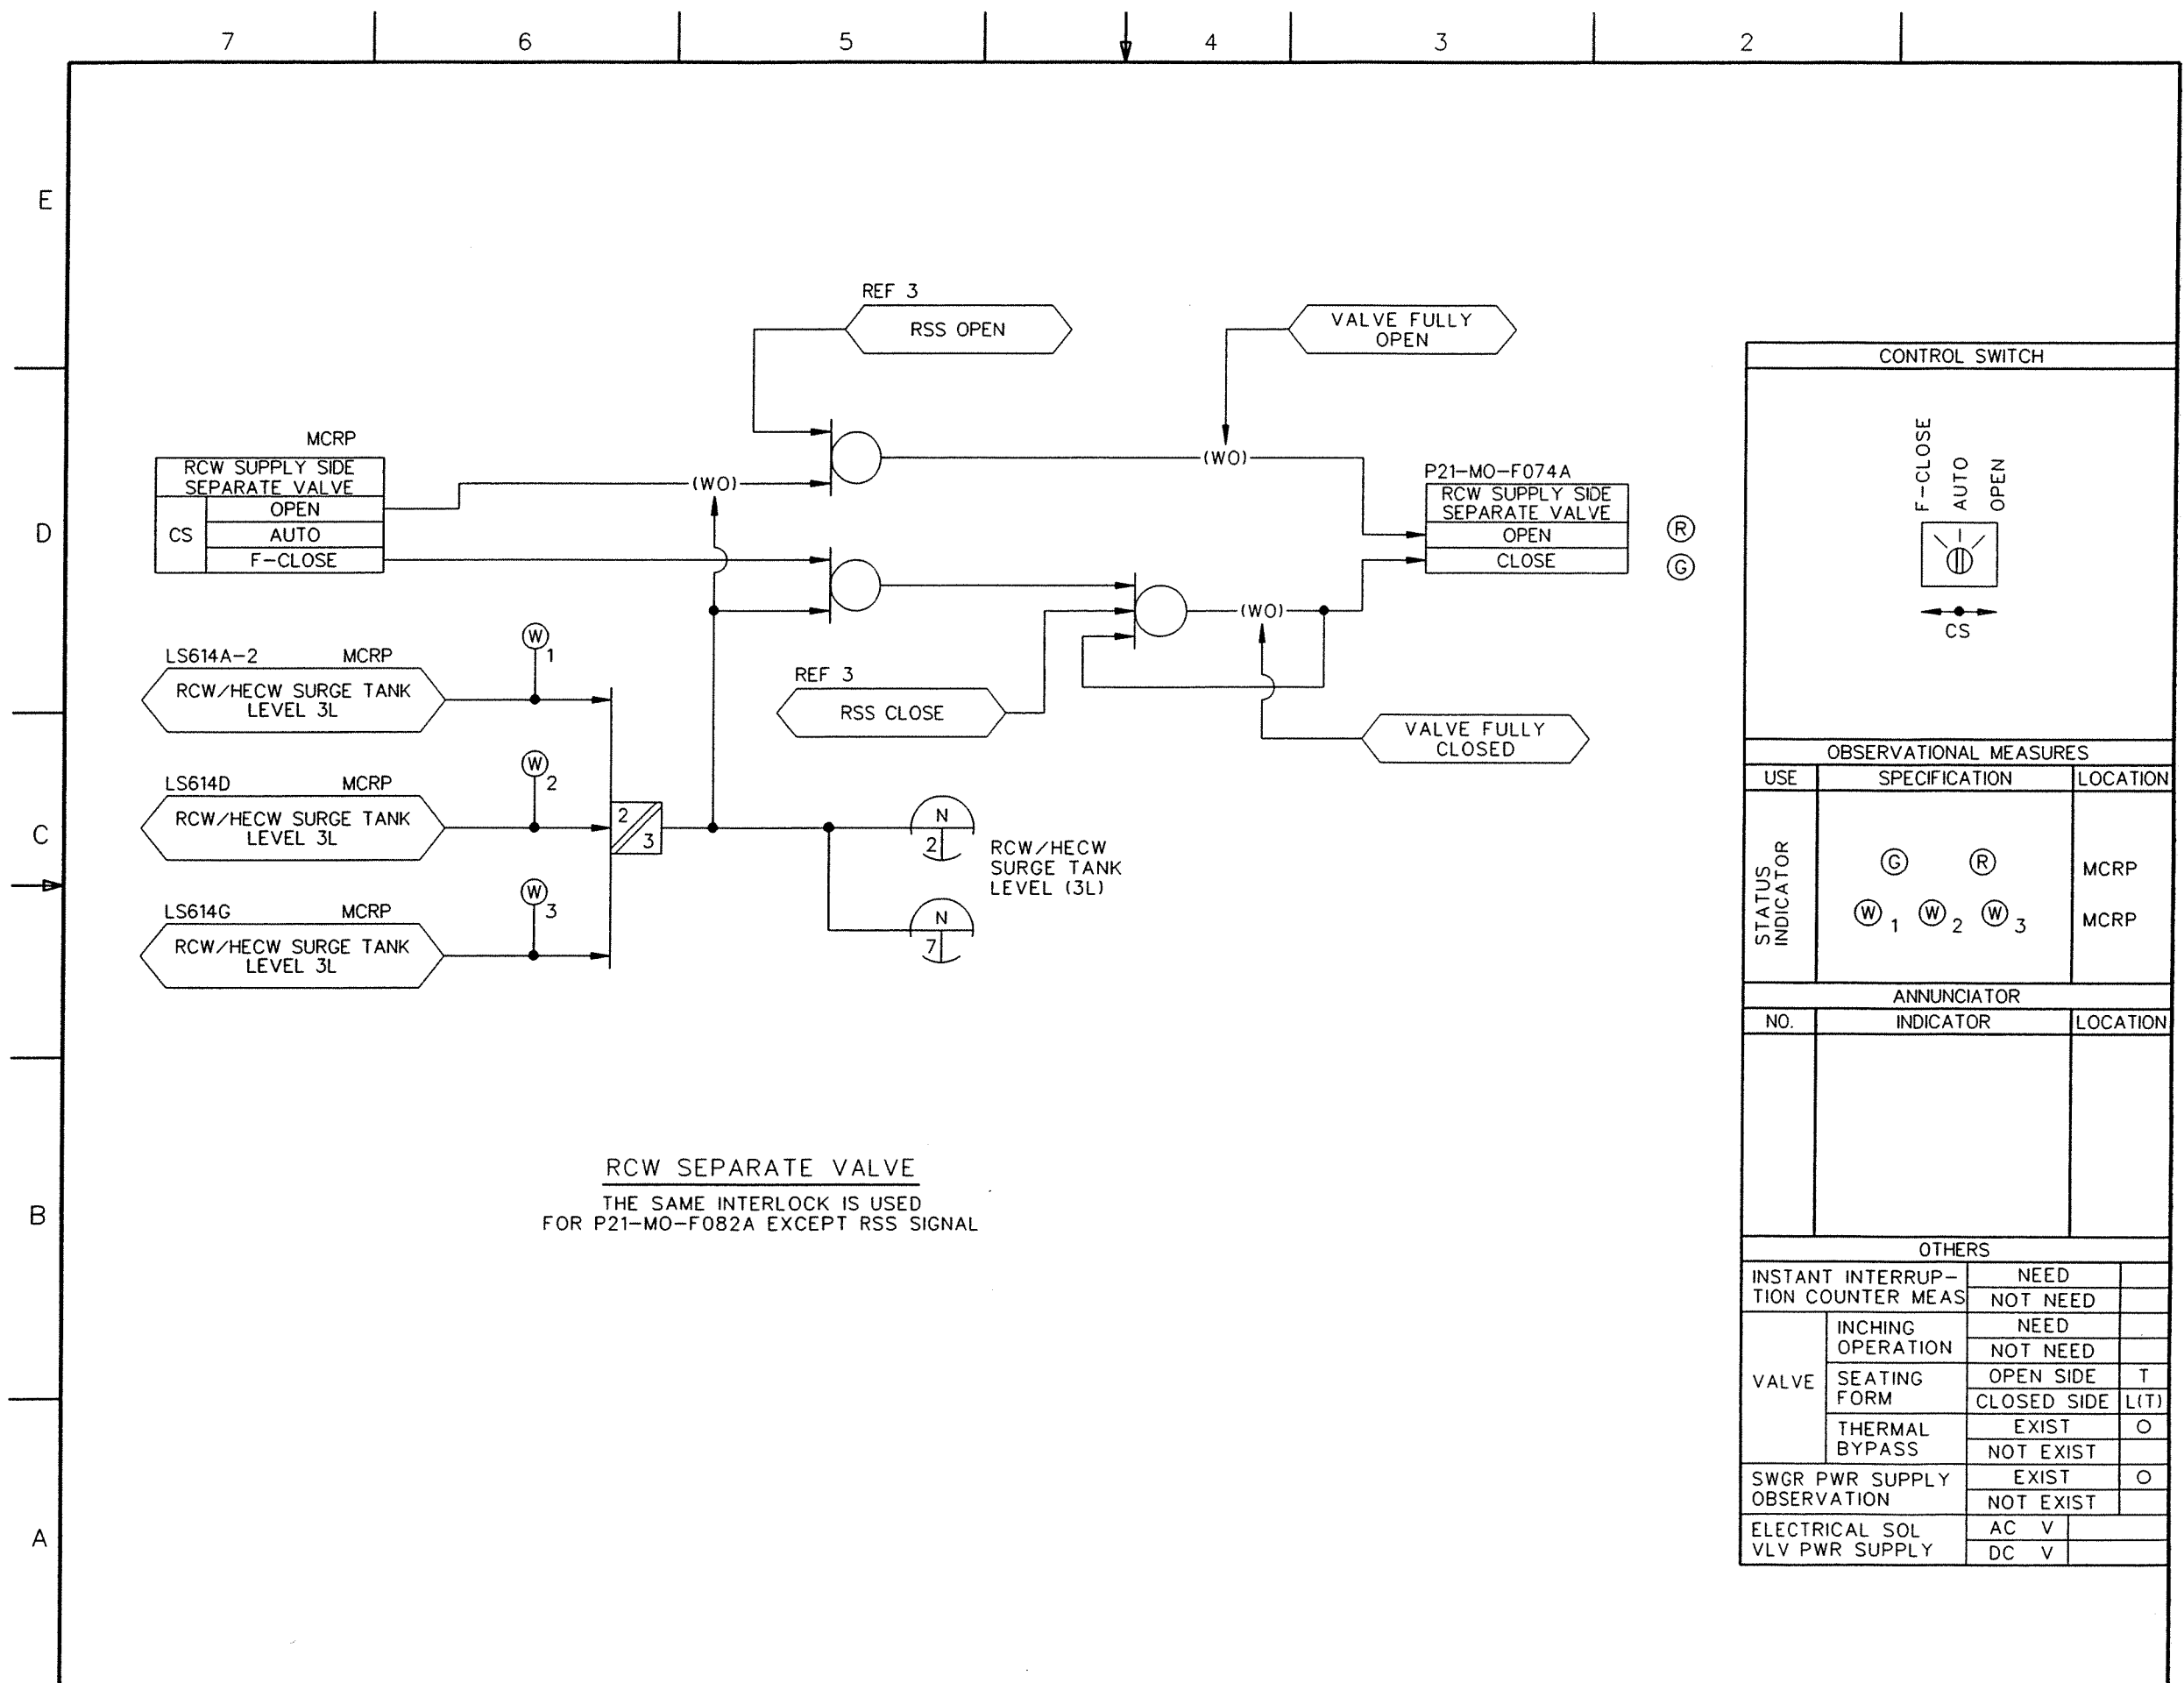 7 6 5 4 3 2
E
D
C
B
A
REF 3
RSS OPEN
VALVE FULLY
OPEN
MCRP
RCW SUPPLY SIDE
SEPARATE VALVE
CS
OPEN
AUTO
F-CLOSE
(WO)
(WO)
P21-MO-F074A
RCW SUPPLY SIDE
SEPARATE VALVE
OPEN
CLOSE
R
G
(WO)
LS614A-2 MCRP
RCW/HECW SURGE TANK
LEVEL 3L
W
1
REF 3
RSS CLOSE
VALVE FULLY
CLOSED
LS614D MCRP
RCW/HECW SURGE TANK
LEVEL 3L
W
2
2
3
N
2
RCW/HECW
SURGE TANK
LEVEL (3L)
LS614G MCRP
RCW/HECW SURGE TANK
LEVEL 3L
W
3
N
7
RCW SEPARATE VALVE
THE SAME INTERLOCK IS USED
FOR P21-MO-F082A EXCEPT RSS SIGNAL
CONTROL SWITCH
F-CLOSE
AUTO
OPEN
CS
OBSERVATIONAL MEASURES
USE SPECIFICATION LOCATION
STATUS
INDICATOR
G R MCRP
W 1 W 2 W 3 MCRP
ANNUNCIATOR
NO. INDICATOR LOCATION
OTHERS
INSTANT INTERRUP-
TION COUNTER MEAS
NEED
NOT NEED
VALVE
INCHING
OPERATION
NEED
NOT NEED
SEATING
FORM
OPEN SIDE T
CLOSED SIDE L(T)
THERMAL
BYPASS
EXIST O
NOT EXIST
SWGR PWR SUPPLY
OBSERVATION
EXIST O
NOT EXIST
ELECTRICAL SOL
VLV PWR SUPPLY
AC V
DC V